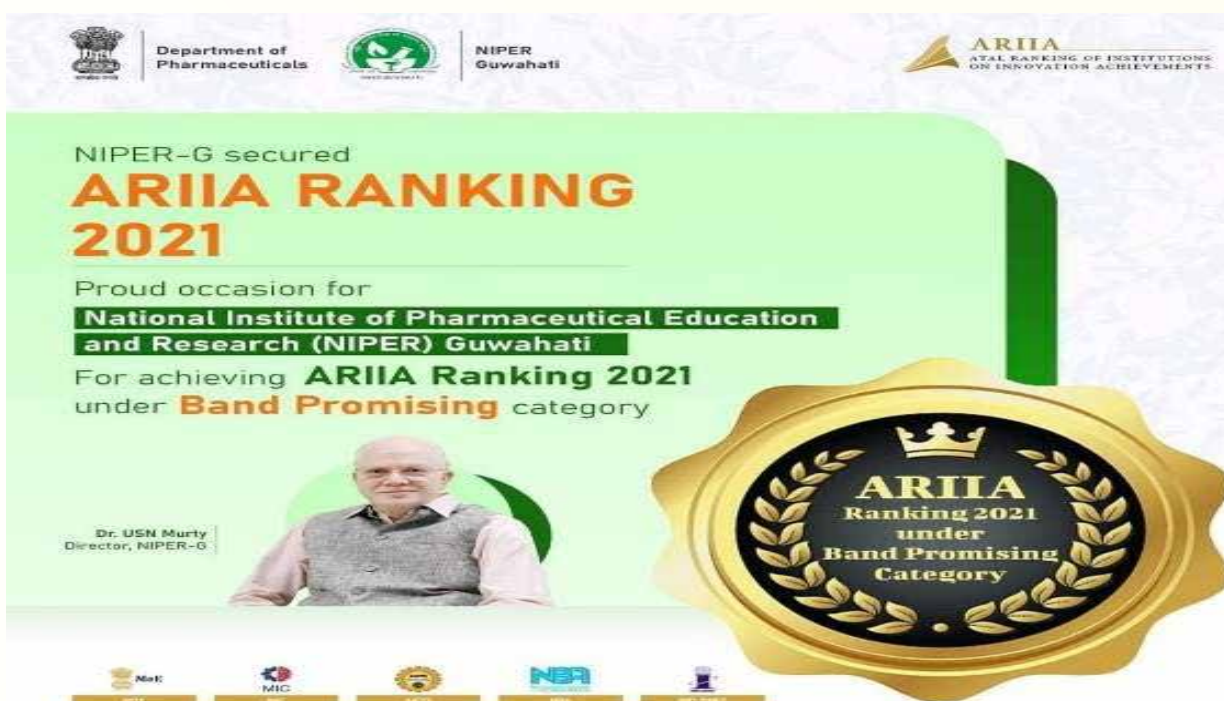 Department of
Pharmaceuticals
NIPER
Guwahati
ARIIA
ATAL RANKING OF INSTITUTIONS
ON INNOVATION ACHIEVEMENTS
NIPER-G secured
ARIIA RANKING
2021
Proud occasion for
National Institute of Pharmaceutical Education
and Research (NIPER) Guwahati
For achieving ARIIA Ranking 2021
under Band Promising category
Dr. USN Murty
Director, NIPER-G
ARIIA
Ranking 2021
under
Band Promising
Category
MoE
MIC
NBA